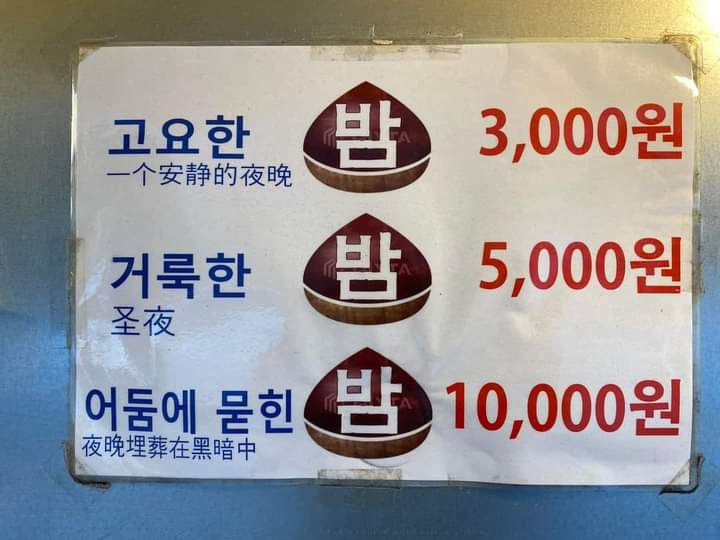 고요한 밤 3,000원
一个安静的夜晚
거룩한 밤 5,000원
圣夜
어둠에 묻힌 밤 10,000원
夜晚埋葬在黑暗中